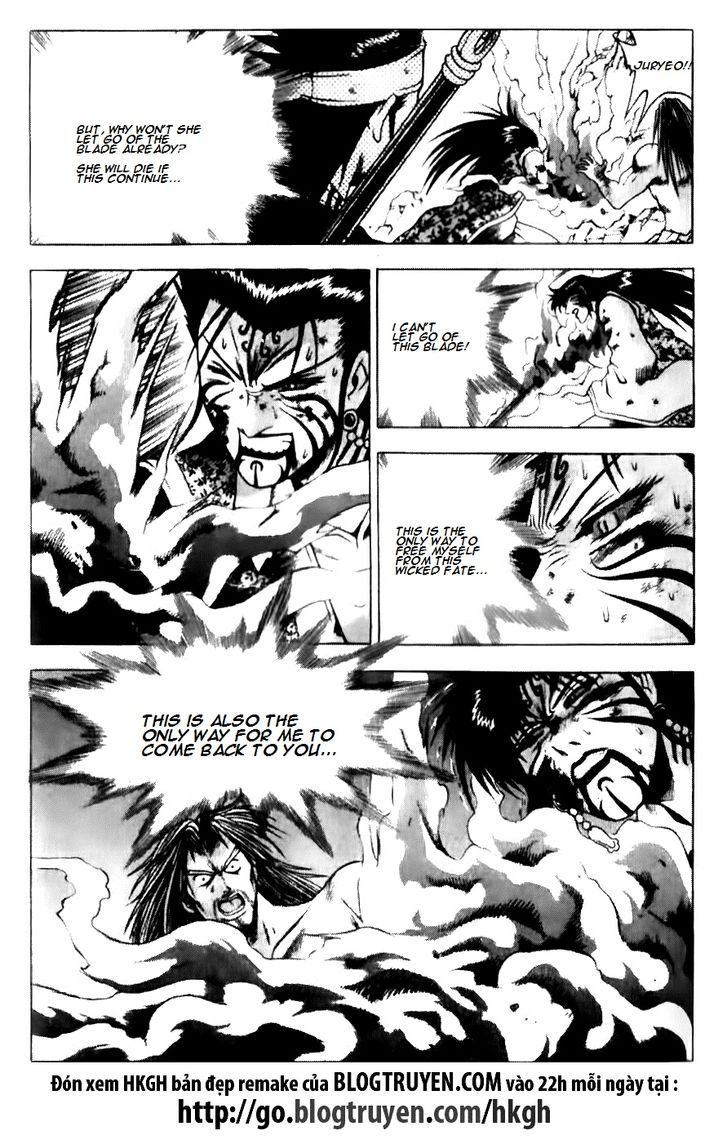 BUT, WHY WON'T SHE
LET GO OF THE
BLADE ALREADY?
SHE WILL DIE IF
THIS CONTINUE...
JURYEO!!
I CAN'T
LET GO OF
THIS BLADE!
THIS IS THE
ONLY WAY TO
FREE MYSELF
FROM THIS
WICKED FATE...
THIS IS ALSO THE
ONLY WAY FOR ME TO
COME BACK TO YOU...
Đón xem HKGH bản đẹp remake của BLOGTRUYEN.COM vào 22h mỗi ngày tại :
http://go.blogtruyen.com/hkgh